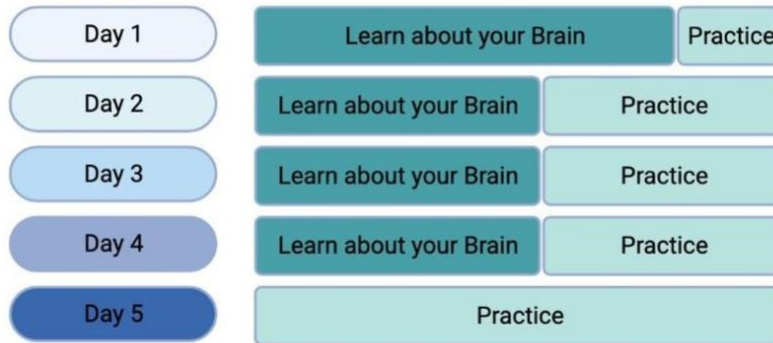 Day 1
Learn about your Brain
Practice
Day 2
Learn about your Brain
Practice
Day 3
Learn about your Brain
Practice
Day 4
Learn about your Brain
Practice
Day 5
Practice